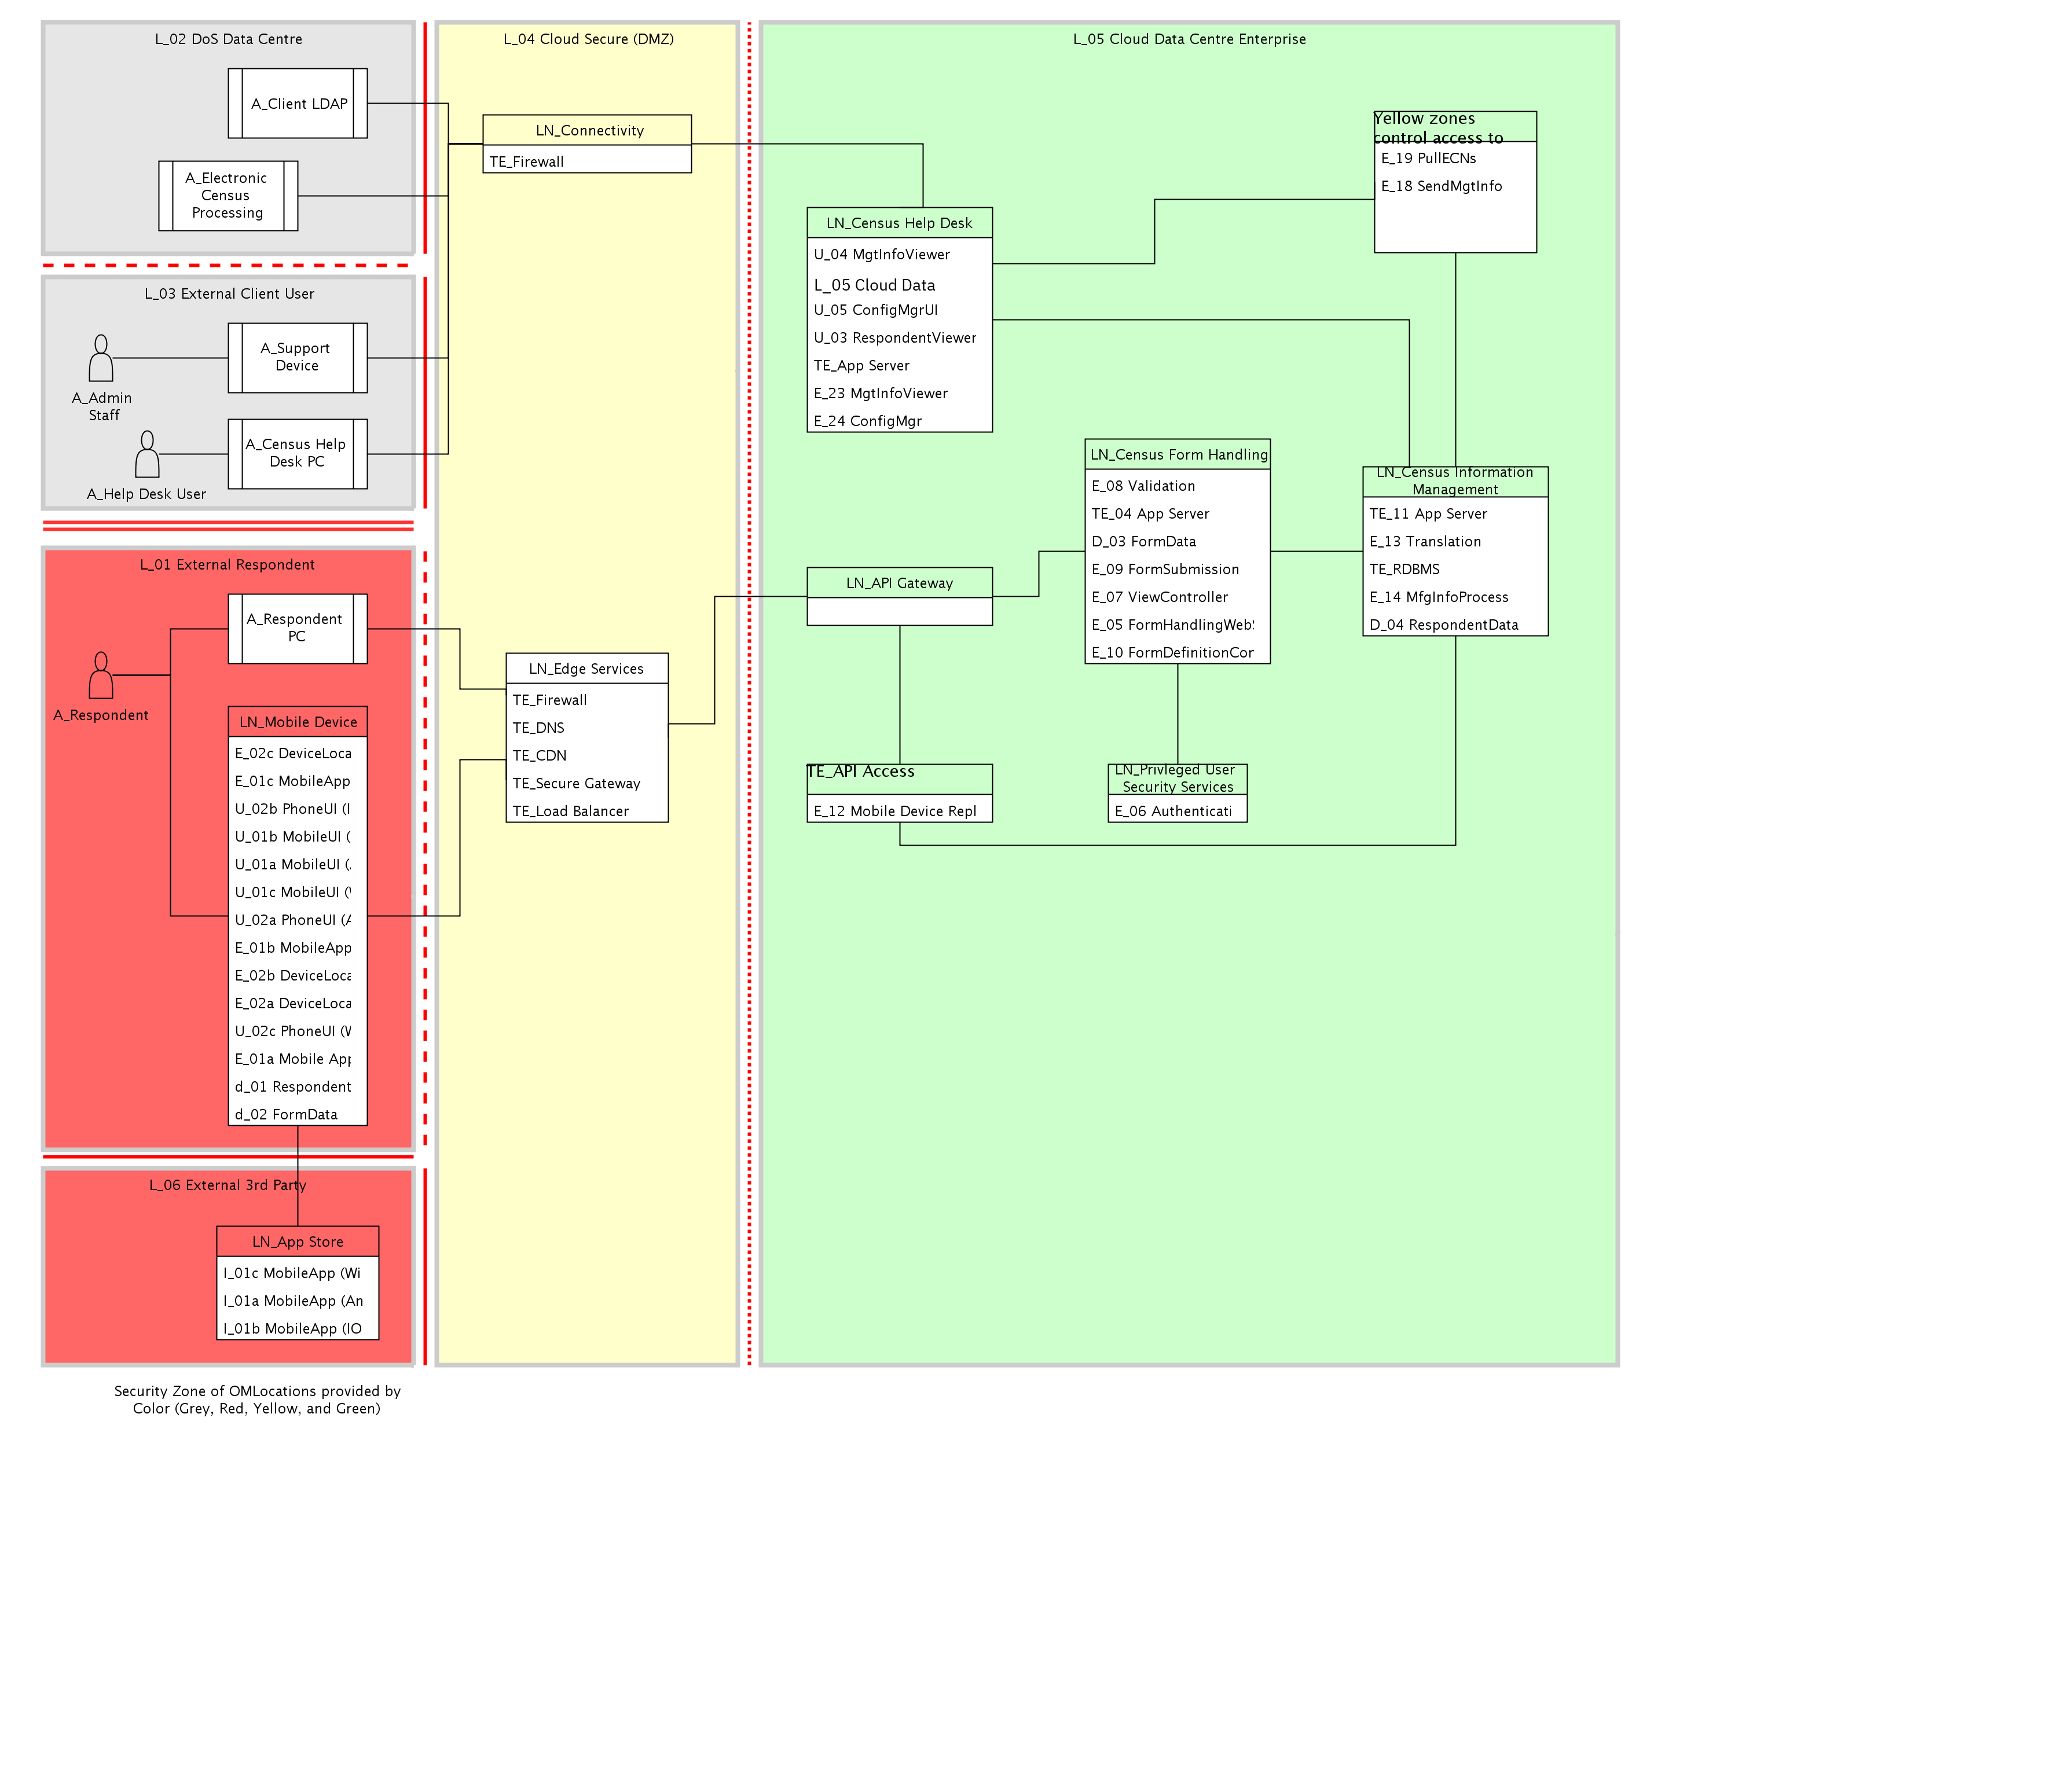 L_02 DoS Data Centre
A_Client LDAP
A_Electronic
Census
Processing
L_03 External Client User
A_Support
Device
A_Admin
Staff
A_Census Help
Desk PC
A_Help Desk User
L_01 External Respondent
A_Respondent
PC
A_Respondent
LN_Mobile Device
E_02c DeviceLoca
E_01c MobileApp
U_02b PhoneUI (I
U_01b MobileUI (
U_01a MobileUI (
U_01c MobileUI (
U_02a PhoneUI (A
E_01b MobileApp
E_02b DeviceLoca
E_02a DeviceLoca
U_02c PhoneUI (W
E_01a Mobile App
d_01 Respondent
d_02 FormData
L_06 External 3rd Party
LN_App Store
I_01c MobileApp (Wi
I_01a MobileApp (An
I_01b MobileApp (IO
Security Zone of OMLocations provided by
Color (Grey, Red, Yellow, and Green)
L_04 Cloud Secure (DMZ)
LN_Connectivity
TE_Firewall
LN_Edge Services
TE_Firewall
TE_DNS
TE_CDN
TE_Secure Gateway
TE_Load Balancer
L_05 Cloud Data Centre Enterprise
Yellow zones
control access to
E_19 PullECNs
E_18 SendMgtInfo
LN_Census Help Desk
U_04 MgtInfoViewer
L_05 Cloud Data
U_05 ConfigMgrUI
U_03 RespondentViewer
TE_App Server
E_23 MgtInfoViewer
E_24 ConfigMgr
LN_Census Form Handling
E_08 Validation
TE_04 App Server
D_03 FormData
E_09 FormSubmission
E_07 ViewController
E_05 FormHandlingWebS
E_10 FormDefinitionCor
LN_Census Information
Management
TE_11 App Server
E_13 Translation
TE_RDBMS
E_14 MfgInfoProcess
D_04 RespondentData
LN_API Gateway
TE_API Access
E_12 Mobile Device Repl
LN_Privleged User
Security Services
E_06 Authenticati